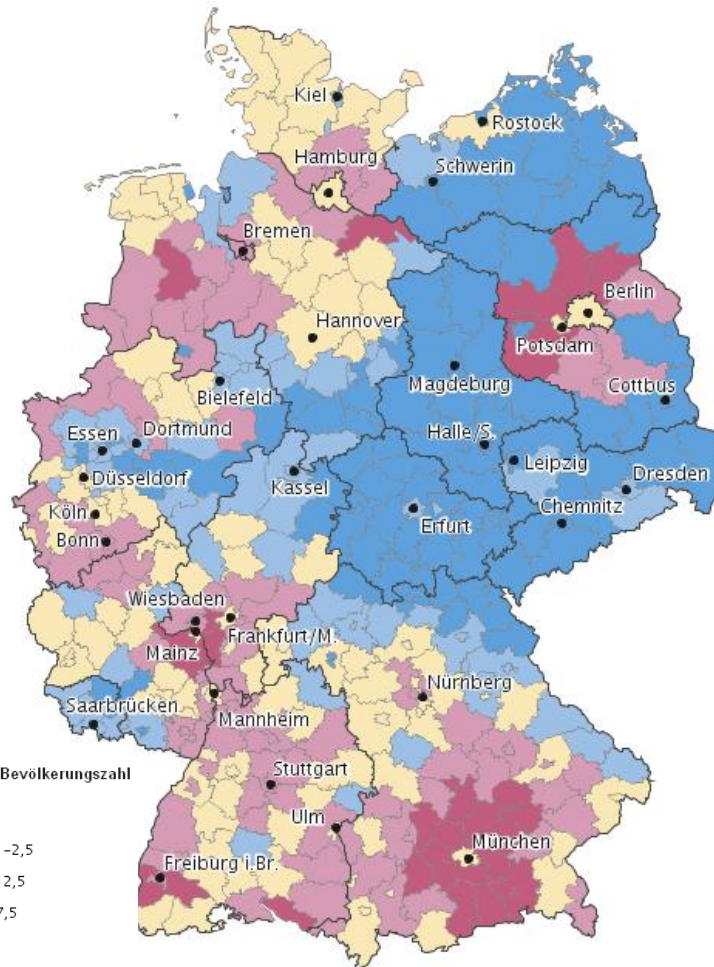 Kiel
Rostock
Hamburg
Schwerin
Bremen
Berlin
Hannover
Potsdam
Bielefeld
Magdeburg
Cottbus
Essen
Dortmund
Halle/S.
Leipzig
Düsseldorf
Kassel
Dresden
Köln
Erfurt
Chemnitz
Bonn
Wiesbaden
Frankfurt/M.
Mainz
Nürnberg
Saarbrücken
Mannheim
Bevölkerungszahl
Stuttgart
Ulm
München
-2,5
Freiburg i.Br.
2,5
7,5